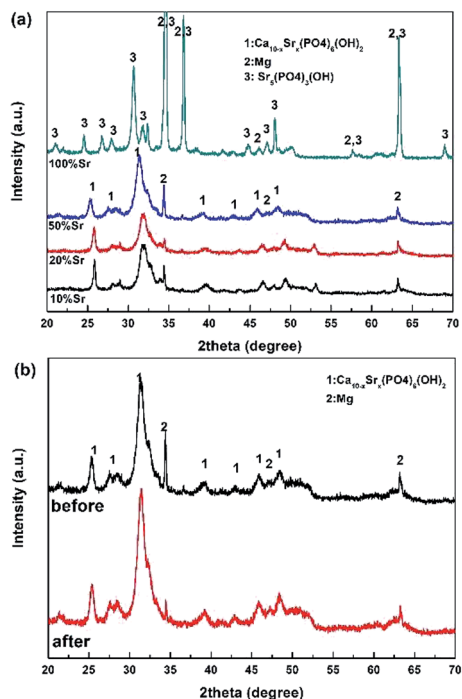 (a)
1:Ca10-xSrx(PO4)6(OH)2
2:Mg
3: Sr5(PO4)3(OH)
2,3
3
2,3
3
3
3
3
3
3
3
2
3
2,3
3
100%Sr
1
1
1
2
1
1
1
2
1
2
50%Sr
20%Sr
10%Sr
Intensity (a.u.)
20 25 30 35 40 45 50 55 60 65 70
2theta (degree)
(b)
1:Ca10-xSrx(PO4)6(OH)2
2:Mg
1
1
1
2
1
1
1
2
1
2
before
after
Intensity (a.u.)
20 25 30 35 40 45 50 55 60 65 70
2theta (degree)